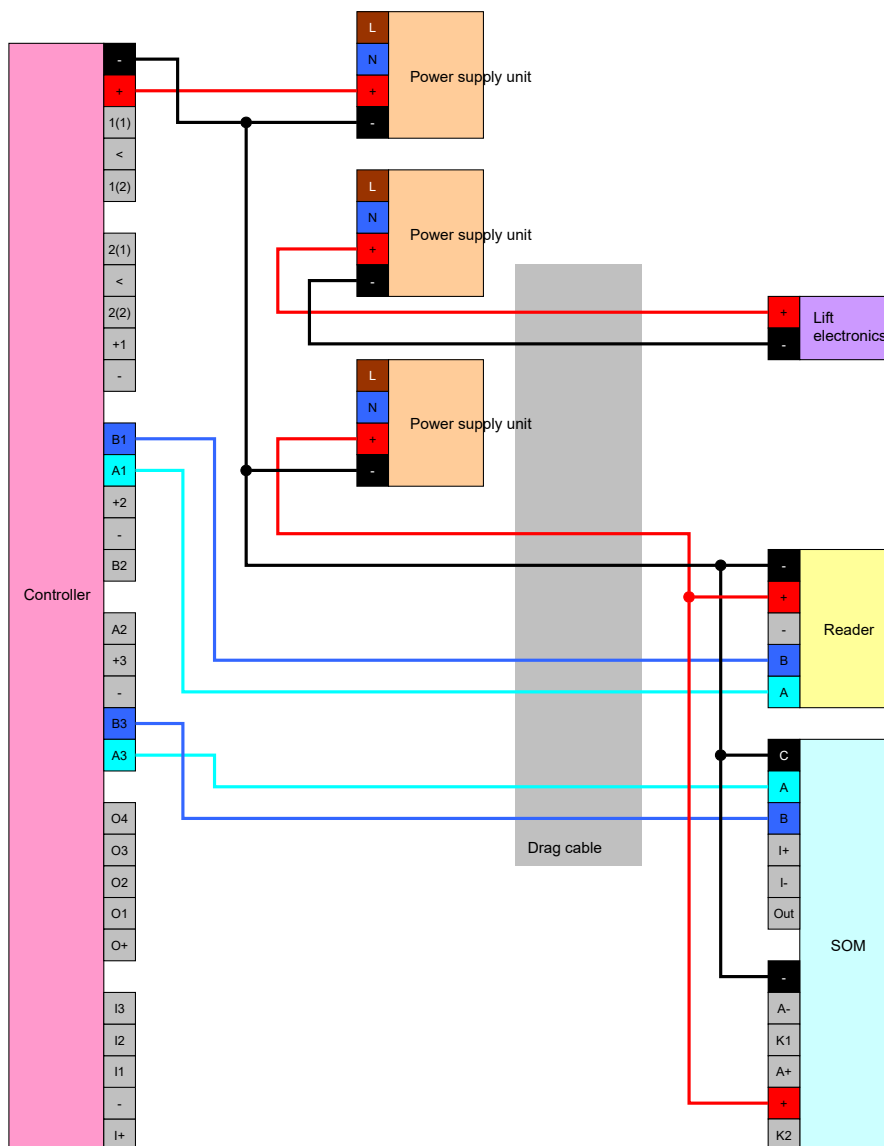 Controller
-
+
1(1)
<
1(2)
2(1)
<
2(2)
+1
-
B1
A1
+2
-
B2
A2
+3
-
B3
A3
O4
O3
O2
O1
O+
I3
I2
I1
-
I+
L
N
+
-
Power supply unit
L
N
+
-
Power supply unit
L
N
+
-
Power supply unit
Drag cable
+
-
Lift
electronics
-
+
-
B
A
Reader
C
A
B
I+
I-
Out
-
A-
K1
A+
+
K2
SOM